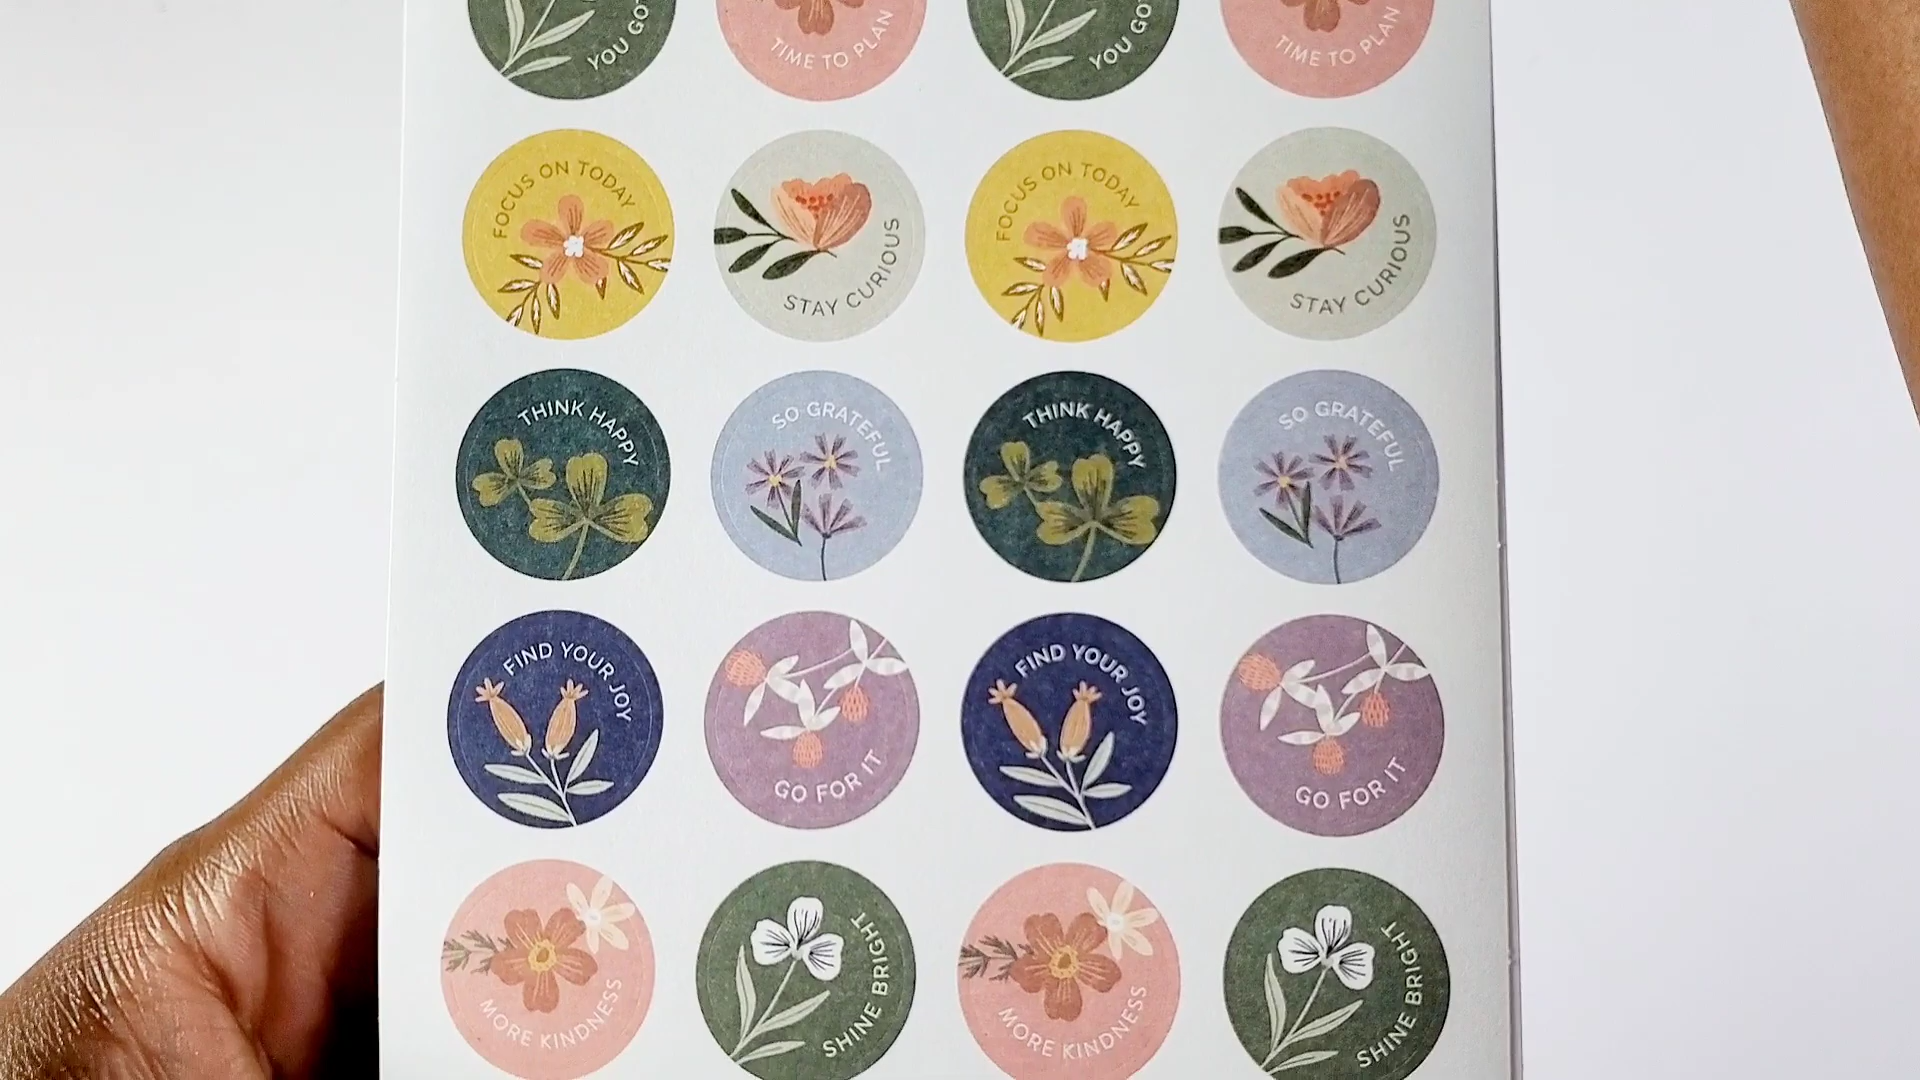 YOU GOT
TIME TO PLAN
YOU GO
TIME TO PLAN
FOCUS ON TODAY
STAY CURIOUS
FOCUS ON TODAY
STAY CURIOUS
THINK HAPPY
SO GRATEFUL
THINK HAPPY
SO GRATEFUL
FIND YOUR JOY
GO FOR IT
FIND YOUR JOY
GO FOR IT
MORE KINDNESS
SHINE BRIGHT
MORE KINDNESS
SHINE BRIGHT